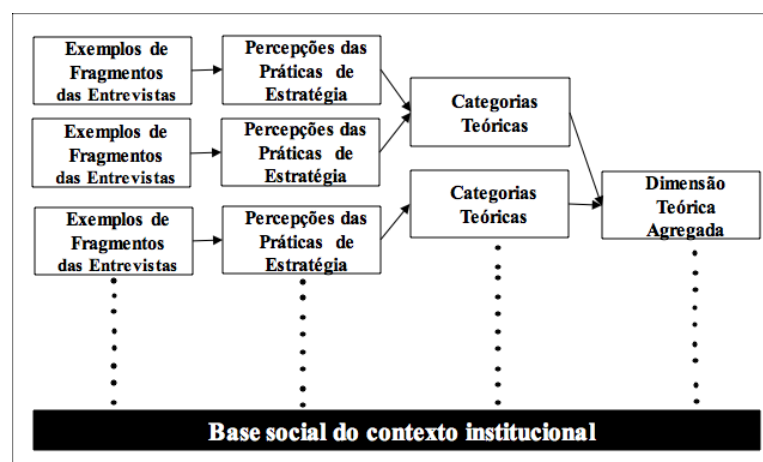 Exemplos de
Fragmentos
das Entrevistas
Percepções das
Práticas de
Estratégia
Exemplos de
Fragmentos
das Entrevistas
Percepções das
Práticas de
Estratégia
Categorias
Teóricas
Exemplos de
Fragmentos
das Entrevistas
Percepções das
Práticas de
Estratégia
Categorias
Teóricas
Dimensão
Teórica
Agregada
Base social do contexto institucional